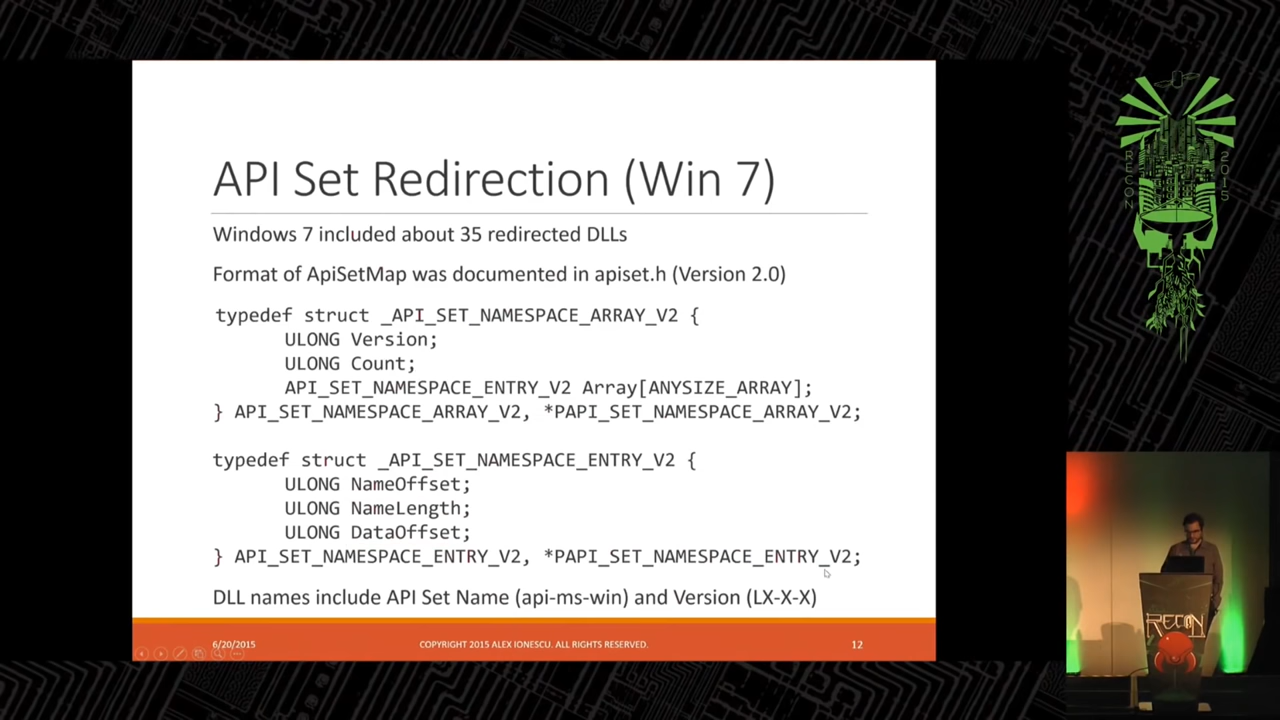 API Set Redirection (Win 7)
Windows 7 included about 35 redirected DLLs
Format of ApiSetMap was documented in apiset.h (Version 2.0)
typedef struct _API_SET_NAMESPACE_ARRAY_V2 {
ULONG Version;
ULONG Count;
API_SET_NAMESPACE_ENTRY_V2 Array[ANYSIZE_ARRAY];
} API_SET_NAMESPACE_ARRAY_V2, *PAPI_SET_NAMESPACE_ARRAY_V2;
typedef struct _API_SET_NAMESPACE_ENTRY_V2 {
ULONG NameOffset;
ULONG NameLength;
ULONG DataOffset;
} API_SET_NAMESPACE_ENTRY_V2, *PAPI_SET_NAMESPACE_ENTRY_V2;
DLL names include API Set Name (api-ms-win) and Version (LX-X-X)
6/20/2015
COPYRIGHT 2015 ALEX IONESCU. ALL RIGHTS RESERVED.
12
RECON
2015
RECON